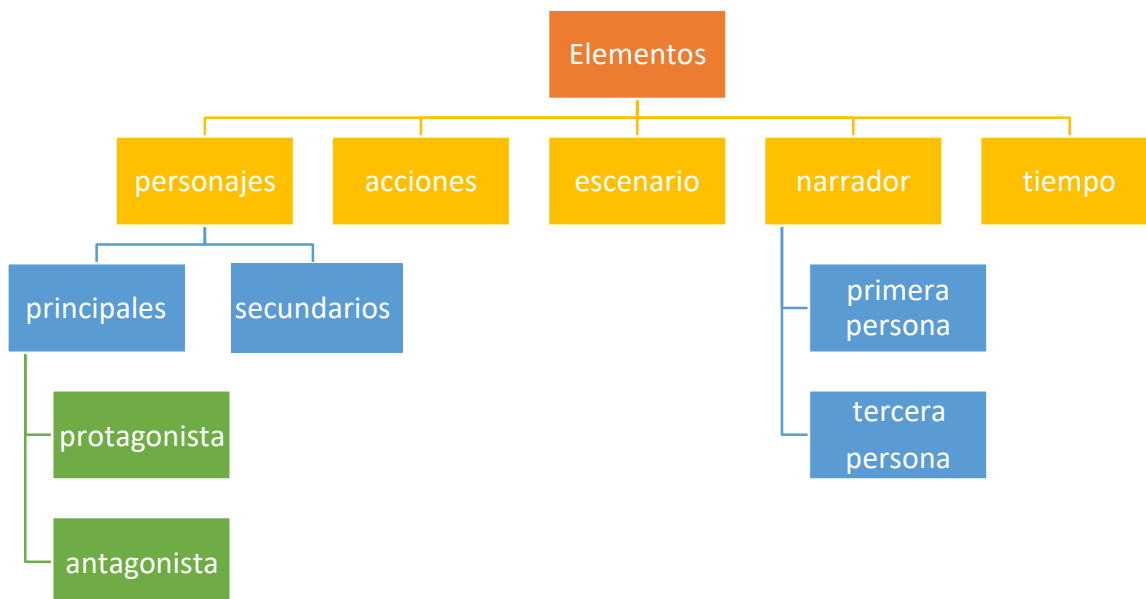 Elementos
personajes
acciones
escenario
narrador
tiempo
principales
secundarios
primera
persona
tercera
persona
protagonista
antagonista